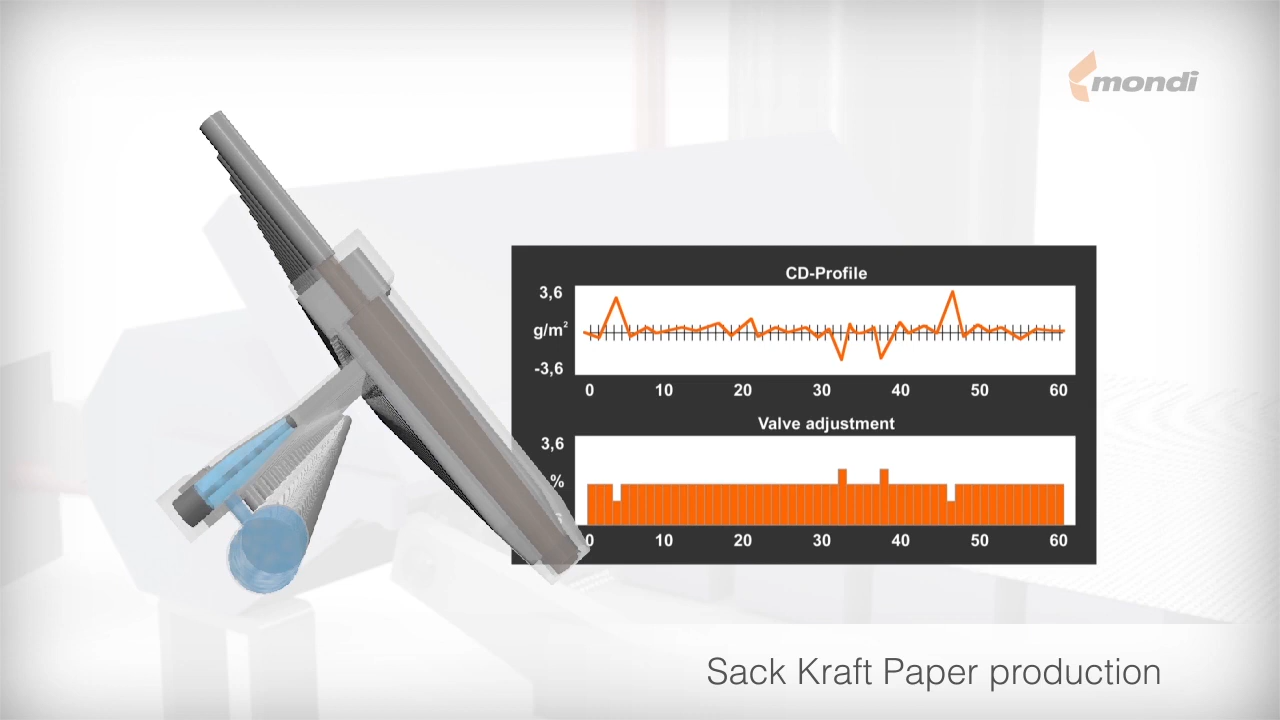 mondi
CD-Profile
3,6
g/m²
-3,6
0 10 20 30 40 50 60
Valve adjustment
3,6
%
0 10 20 30 40 50 60
Sack Kraft Paper production